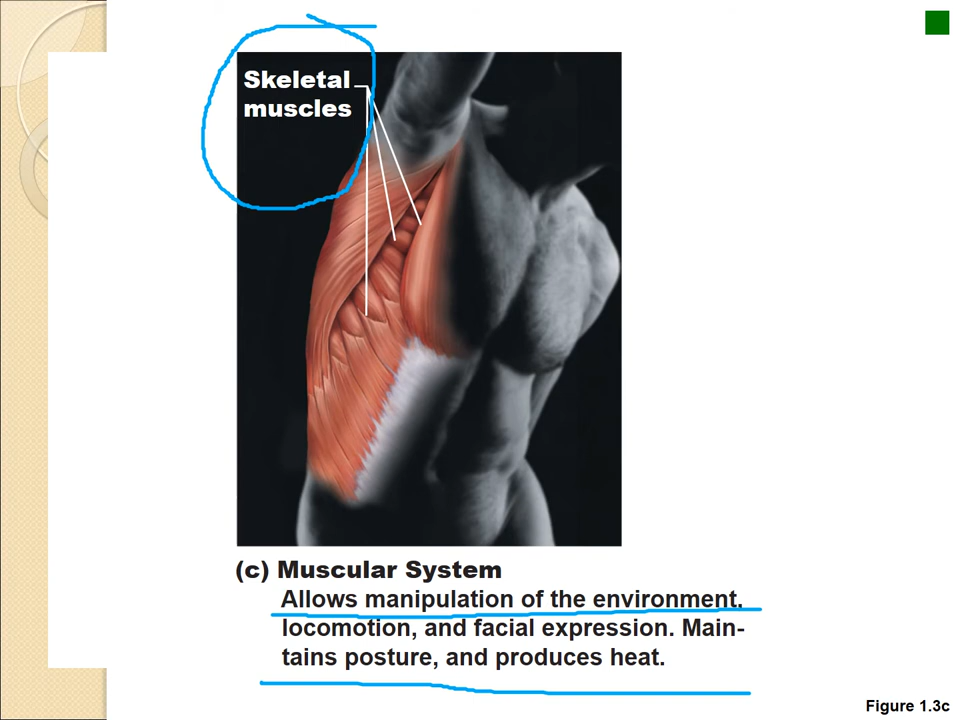 Skeletal
muscles
(c) Muscular System
Allows manipulation of the environment,
locomotion, and facial expression. Main-
tains posture, and produces heat.
Figure 1.3c